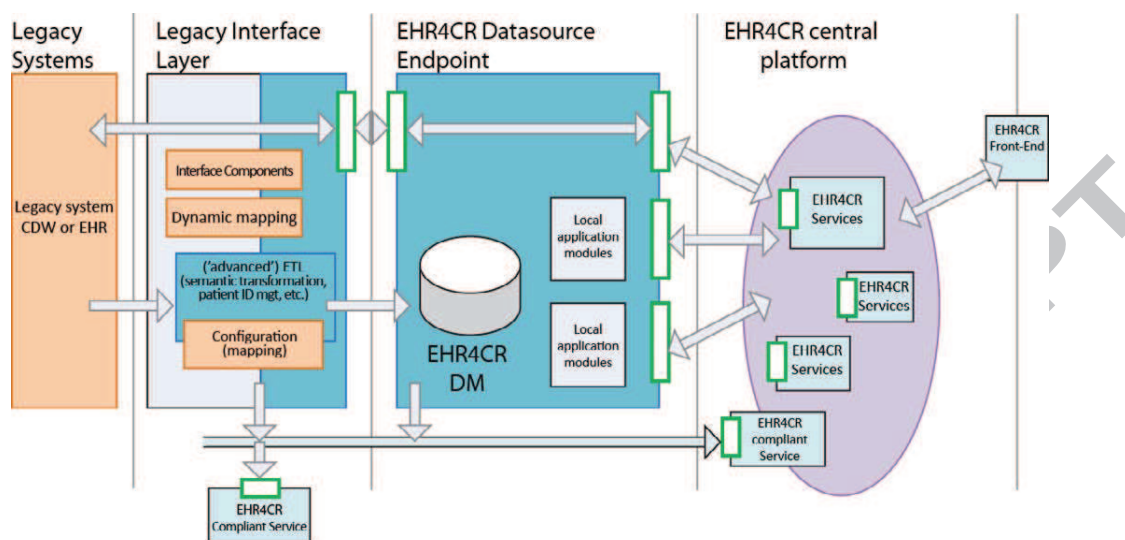 Legacy
Systems
Legacy Interface
Layer
EHR4CR Datasource
Endpoint
EHR4CR central
platform
EHR4CR
Front-End
Interface Components
Legacy system
CDW or EHR
Dynamic mapping
('advanced') ETL
(semantic transformation,
patient ID mgt, etc.)
Configuration
(mapping)
Local
application
modules
Local
application
modules
EHR4CR
DM
EHR4CR
Services
EHR4CR
Services
EHR4CR
Services
EHR4CR
compliant
Service
EHR4CR
Compliant Service
PT